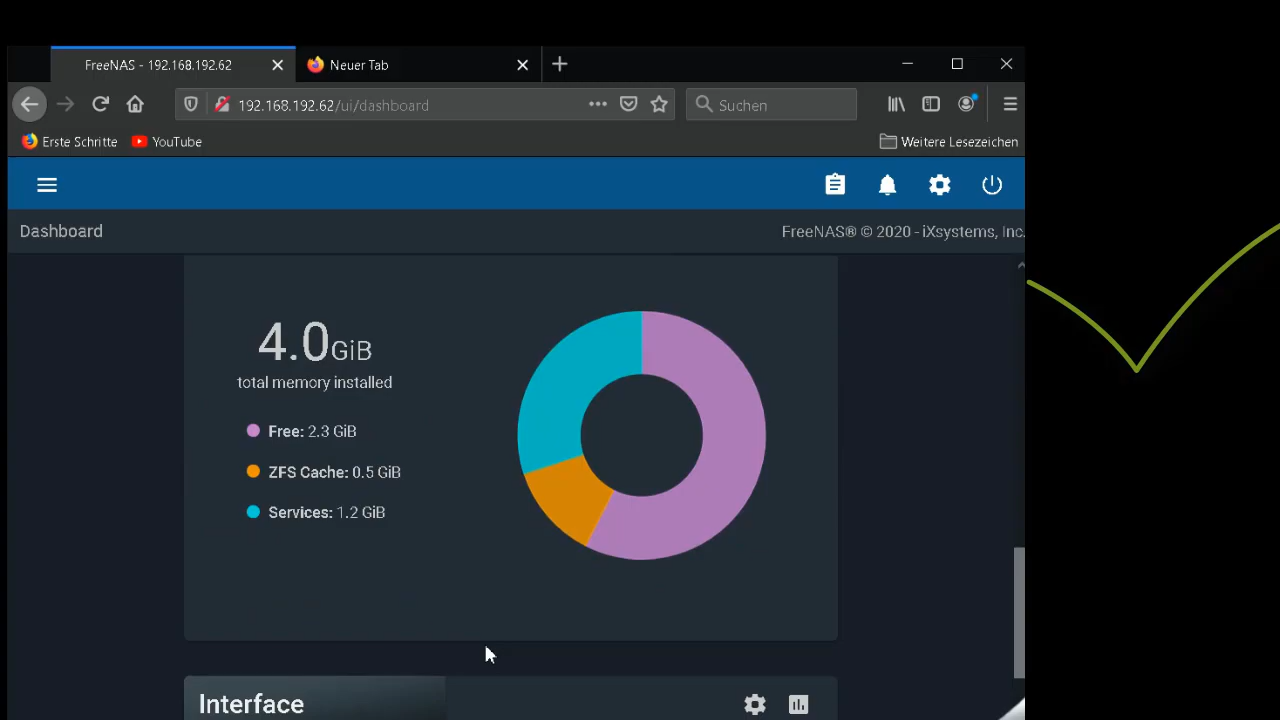 FreeNAS - 192.168.192.62
Neuer Tab
192.168.192.62/ui/dashboard
Suchen
Erste Schritte
YouTube
Weitere Lesezeichen
Dashboard
FreeNAS® © 2020 - iXsystems, Inc.
4.0GiB
total memory installed
Free: 2.3 GiB
ZFS Cache: 0.5 GiB
Services: 1.2 GiB
Interface